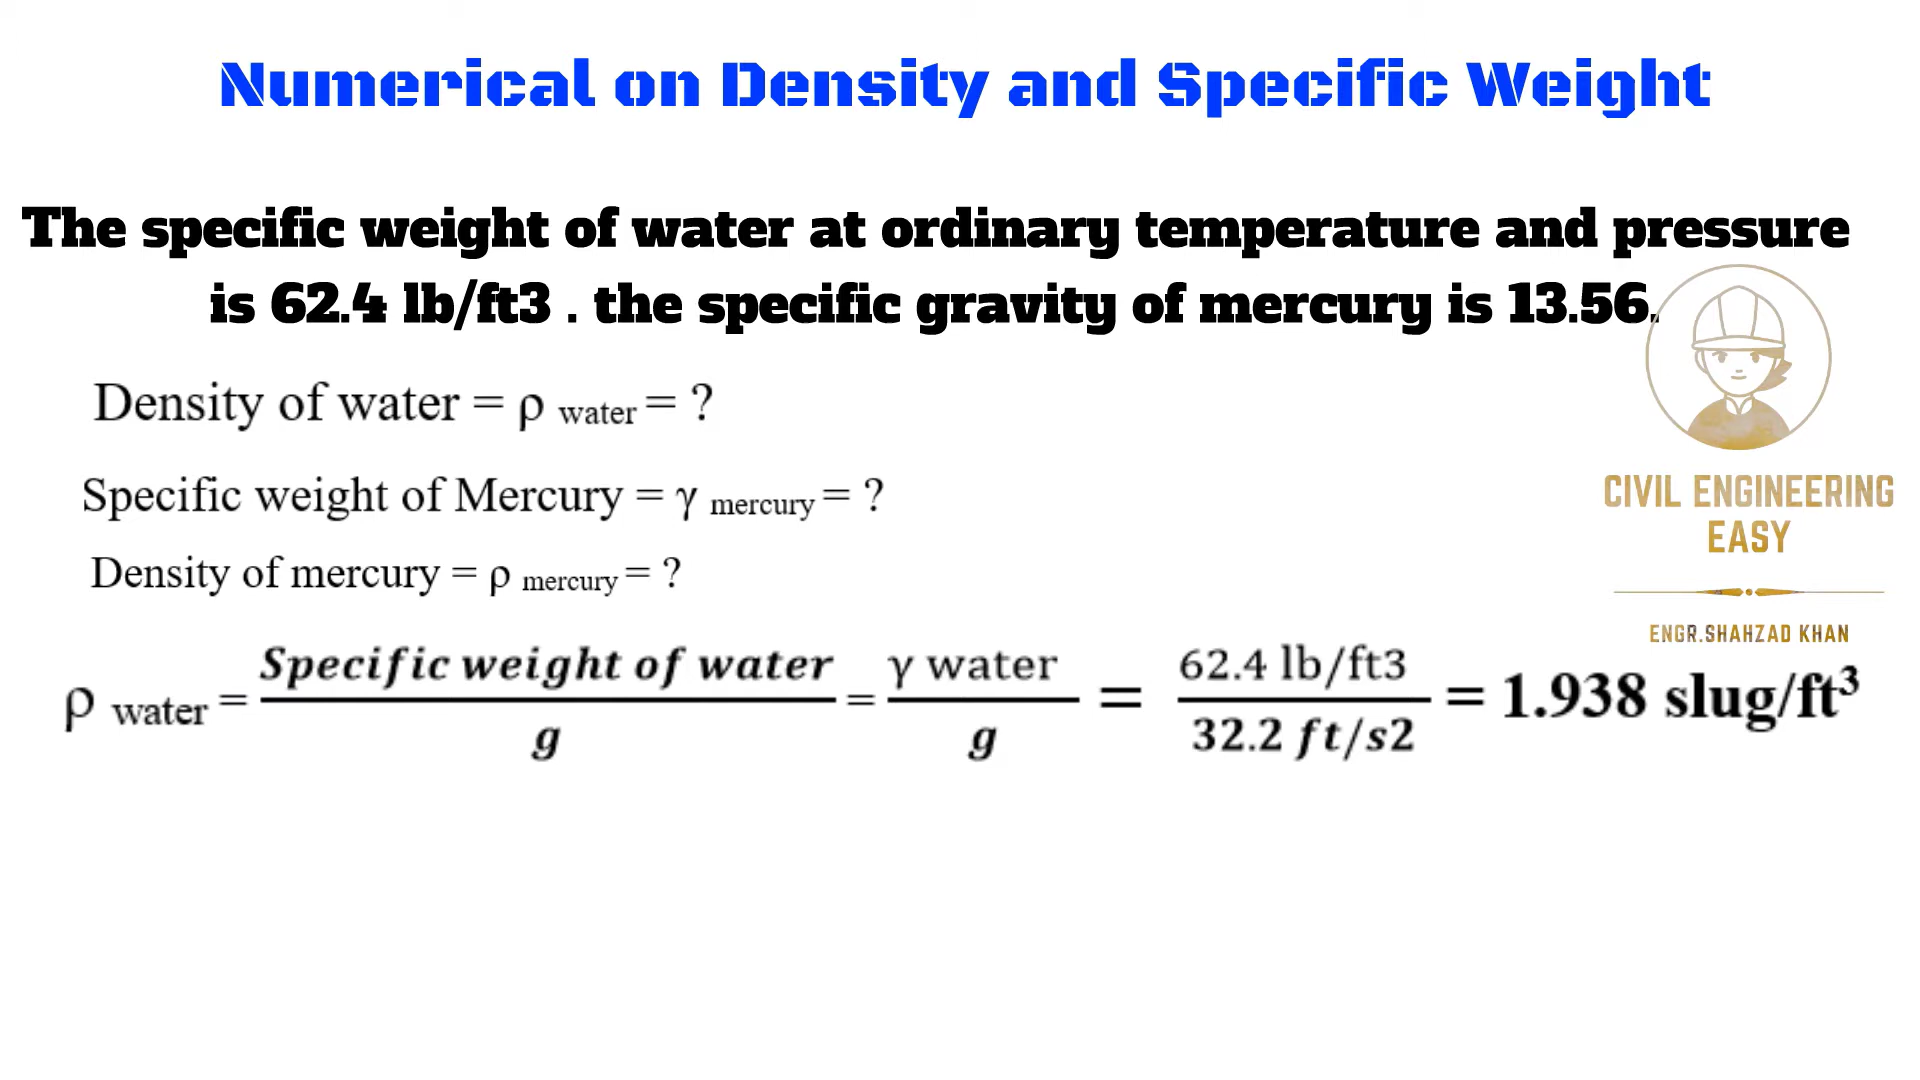 Numerical on Density and Specific Weight
The specific weight of water at ordinary temperature and pressure
is 62.4 lb/ft3 . the specific gravity of mercury is 13.56.
Density of water = ρ water = ?
Specific weight of Mercury = γ mercury = ?
Density of mercury = ρ mercury = ?
CIVIL ENGINEERING
EASY
ENGR.SHAHZAD KHAN
ρ water = Specific weight of water / g = γ water / g = 62.4 lb/ft3 / 32.2 ft/s2 = 1.938 slug/ft³